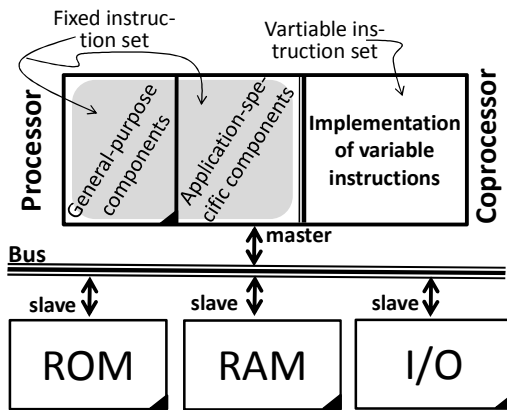 Fixed instruc-
tion set
Vartiable ins-
truction set
Processor
General-purpose
components
Application-spe-
cific components
Implementation
of variable
instructions
Coprocessor
master
Bus
slave
slave
slave
ROM
RAM
I/O